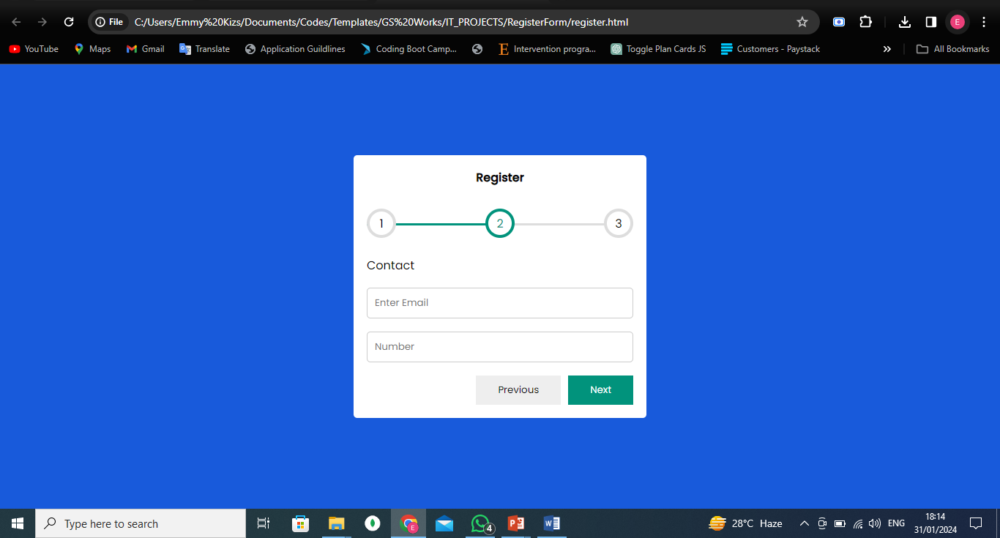 File C:/Users/Emmy%20Kizs/Documents/Codes/Templates/GS%20Works/IT_PROJECTS/RegisterForm/register.html E
YouTube Maps Gmail Translate Application Guildlines Coding Boot Camp... Intervention progra... Toggle Plan Cards JS Customers - Paystack » All Bookmarks
Register
1 2 3
Contact
Enter Email
Number
Previous Next
Type here to search E 4 28°C Haze ENG 18:14
31/01/2024